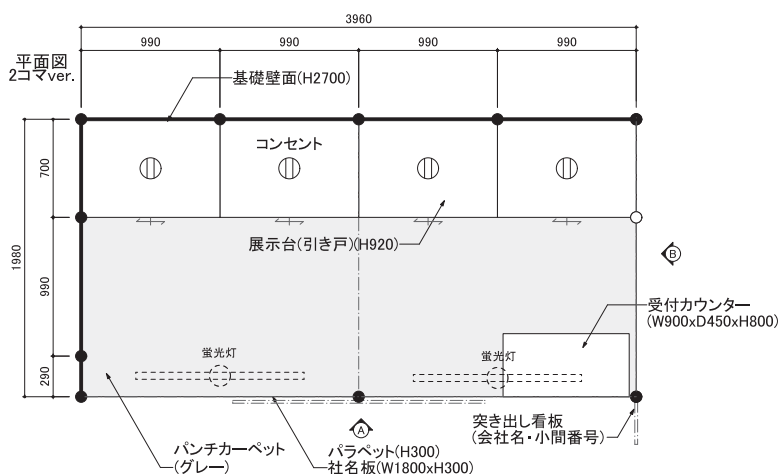 3960
990
990
990
990
平面図
2コマver.
基礎壁面(H2700)
コンセント
700
展示台(引き戸)(H920)
1980
990
B
受付カウンター
(W900xD450xH800)
蛍光灯
蛍光灯
290
A
パンチカーペット
(グレー)
パラペット(H300)
社名板(W1800xH300)
突き出し看板
(会社名・小間番号)